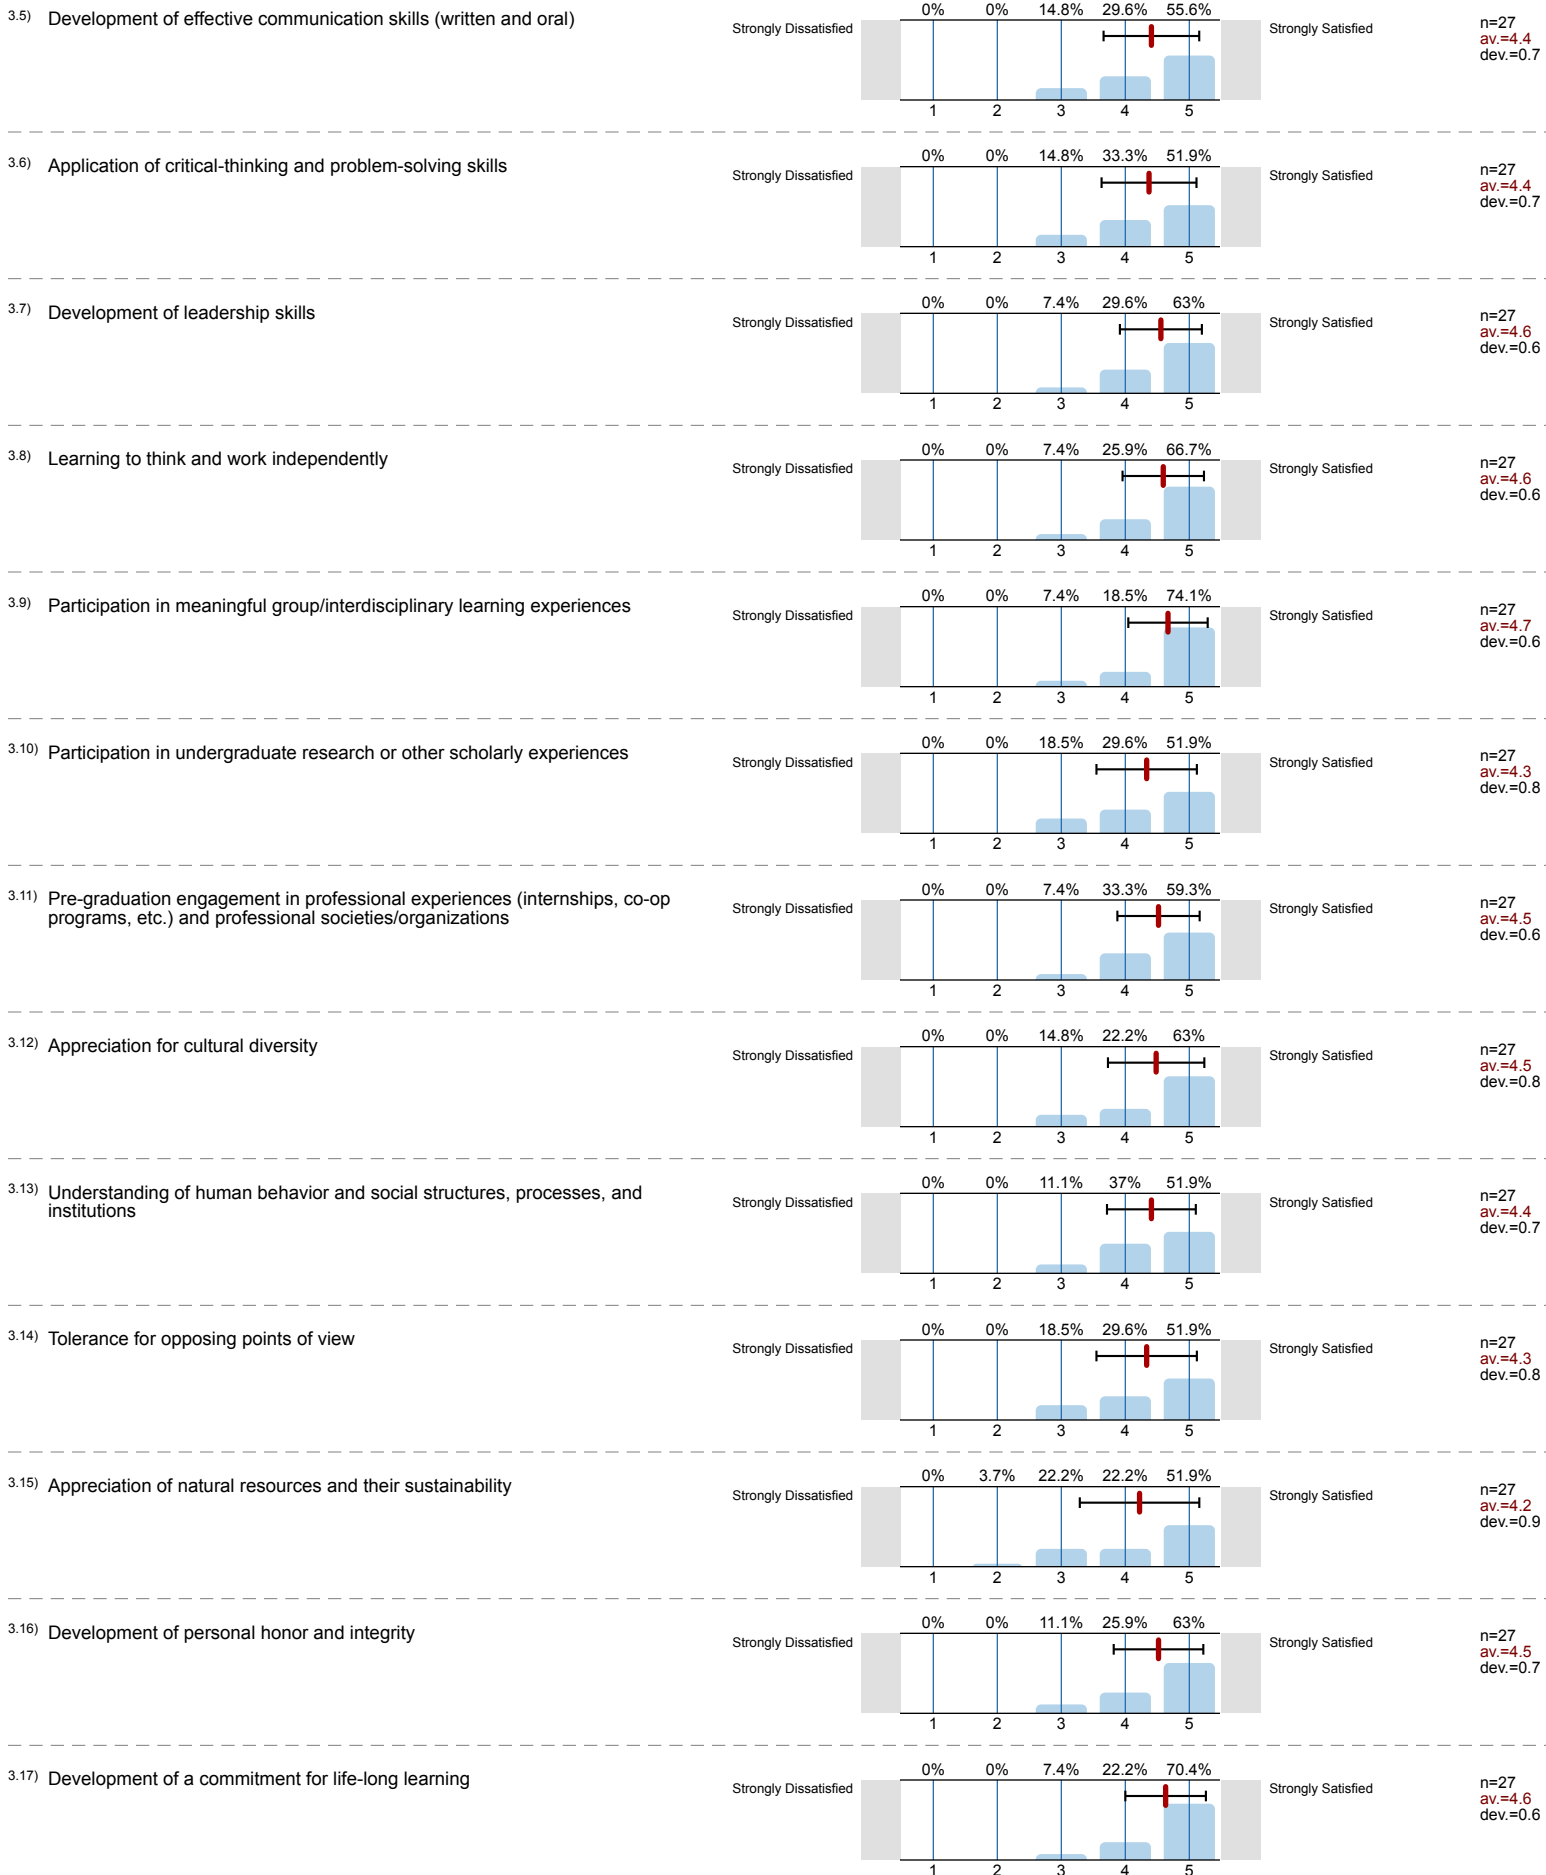 3.5) Development of effective communication skills (written and oral)
0% 0% 14.8% 29.6% 55.6%
Strongly Dissatisfied Strongly Satisfied
n=27
av.=4.4
dev.=0.7
1 2 3 4 5
3.6) Application of critical-thinking and problem-solving skills
0% 0% 14.8% 33.3% 51.9%
Strongly Dissatisfied Strongly Satisfied
n=27
av.=4.4
dev.=0.7
1 2 3 4 5
3.7) Development of leadership skills
0% 0% 7.4% 29.6% 63%
Strongly Dissatisfied Strongly Satisfied
n=27
av.=4.6
dev.=0.6
1 2 3 4 5
3.8) Learning to think and work independently
0% 0% 7.4% 25.9% 66.7%
Strongly Dissatisfied Strongly Satisfied
n=27
av.=4.6
dev.=0.6
1 2 3 4 5
3.9) Participation in meaningful group/interdisciplinary learning experiences
0% 0% 7.4% 18.5% 74.1%
Strongly Dissatisfied Strongly Satisfied
n=27
av.=4.7
dev.=0.6
1 2 3 4 5
3.10) Participation in undergraduate research or other scholarly experiences
0% 0% 18.5% 29.6% 51.9%
Strongly Dissatisfied Strongly Satisfied
n=27
av.=4.3
dev.=0.8
1 2 3 4 5
3.11) Pre-graduation engagement in professional experiences (internships, co-op
programs, etc.) and professional societies/organizations
0% 0% 7.4% 33.3% 59.3%
Strongly Dissatisfied Strongly Satisfied
n=27
av.=4.5
dev.=0.6
1 2 3 4 5
3.12) Appreciation for cultural diversity
0% 0% 14.8% 22.2% 63%
Strongly Dissatisfied Strongly Satisfied
n=27
av.=4.5
dev.=0.8
1 2 3 4 5
3.13) Understanding of human behavior and social structures, processes, and
institutions
0% 0% 11.1% 37% 51.9%
Strongly Dissatisfied Strongly Satisfied
n=27
av.=4.4
dev.=0.7
1 2 3 4 5
3.14) Tolerance for opposing points of view
0% 0% 18.5% 29.6% 51.9%
Strongly Dissatisfied Strongly Satisfied
n=27
av.=4.3
dev.=0.8
1 2 3 4 5
3.15) Appreciation of natural resources and their sustainability
0% 3.7% 22.2% 22.2% 51.9%
Strongly Dissatisfied Strongly Satisfied
n=27
av.=4.2
dev.=0.9
1 2 3 4 5
3.16) Development of personal honor and integrity
0% 0% 11.1% 25.9% 63%
Strongly Dissatisfied Strongly Satisfied
n=27
av.=4.5
dev.=0.7
1 2 3 4 5
3.17) Development of a commitment for life-long learning
0% 0% 7.4% 22.2% 70.4%
Strongly Dissatisfied Strongly Satisfied
n=27
av.=4.6
dev.=0.6
1 2 3 4 5